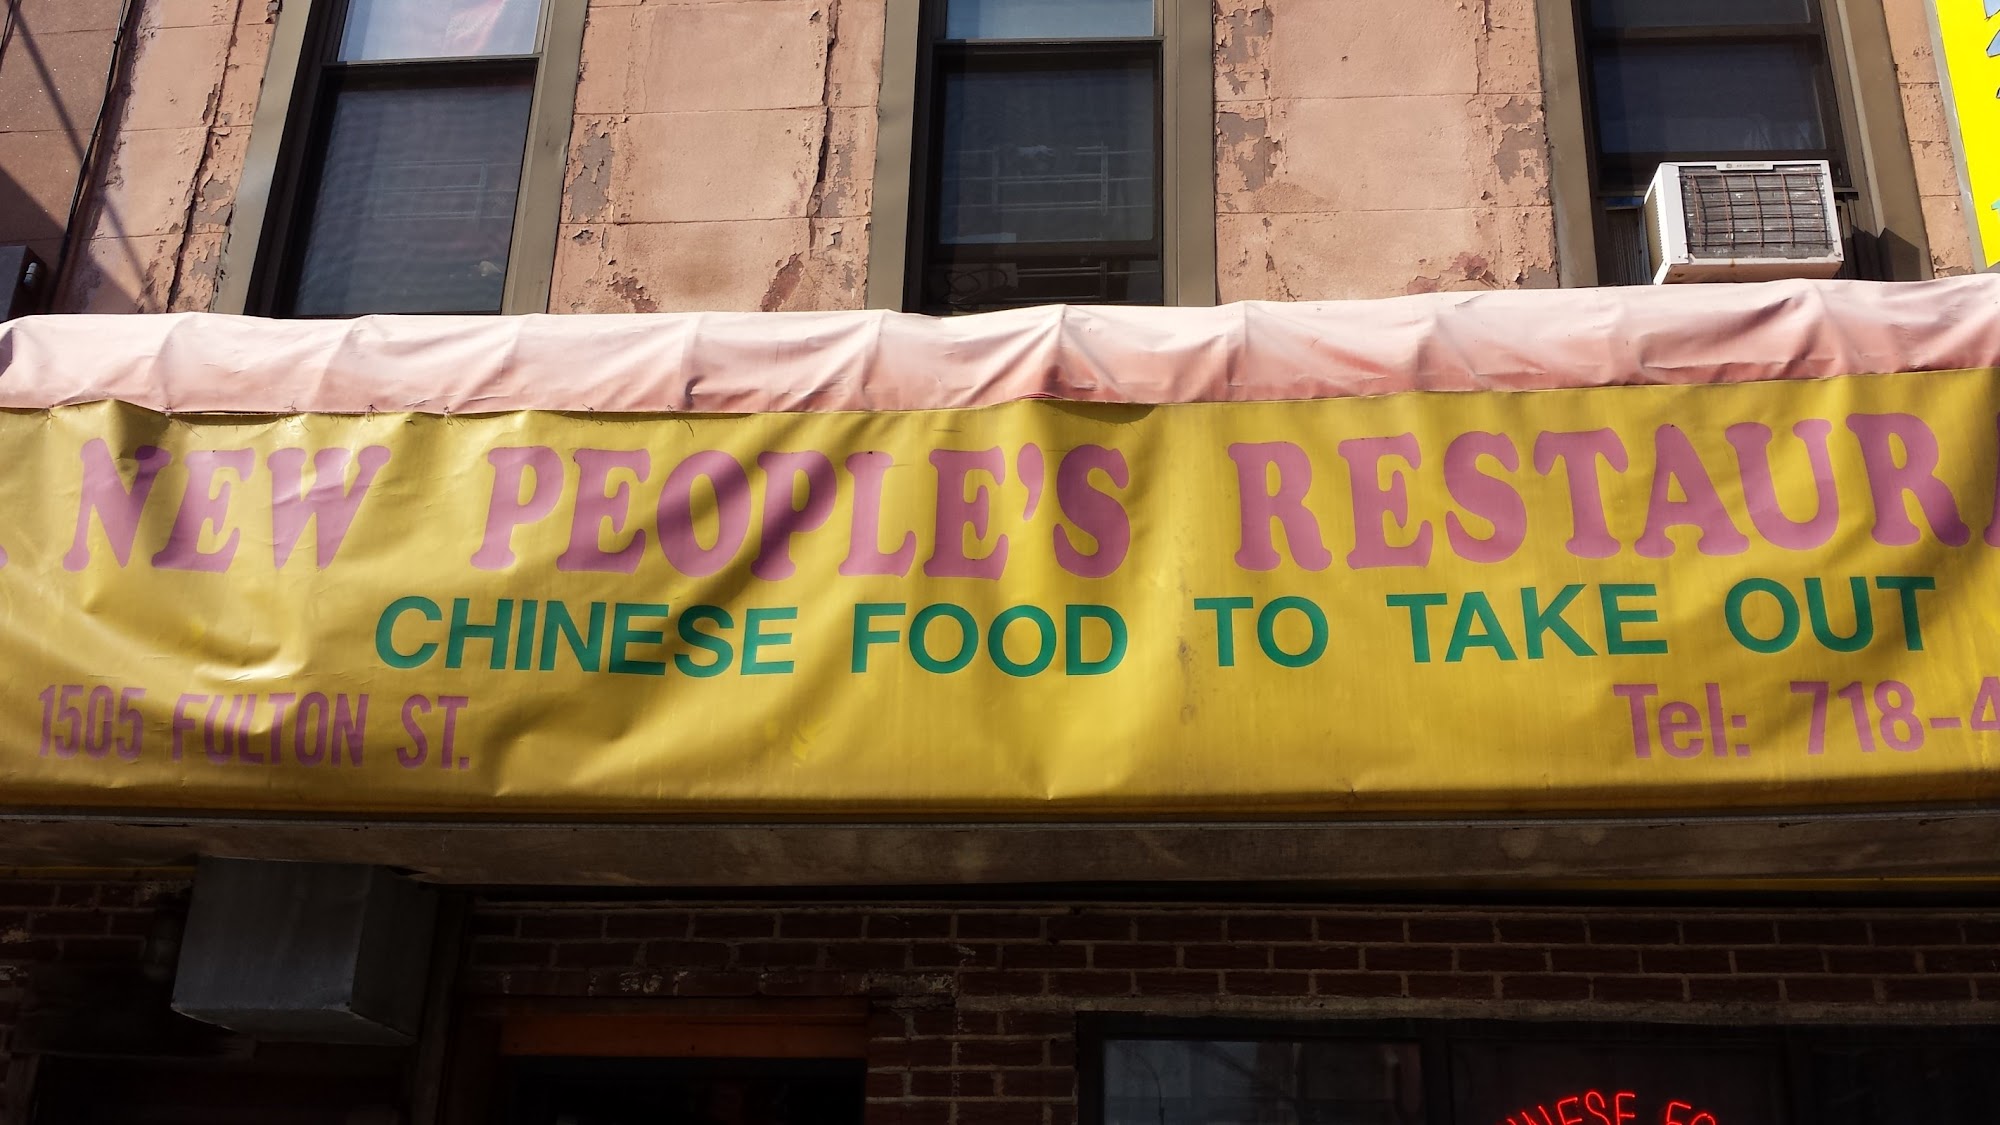 NEW PEOPLE'S RESTAUR
CHINESE FOOD TO TAKE OUT
1505 FULTON ST.
Tel: 718-4